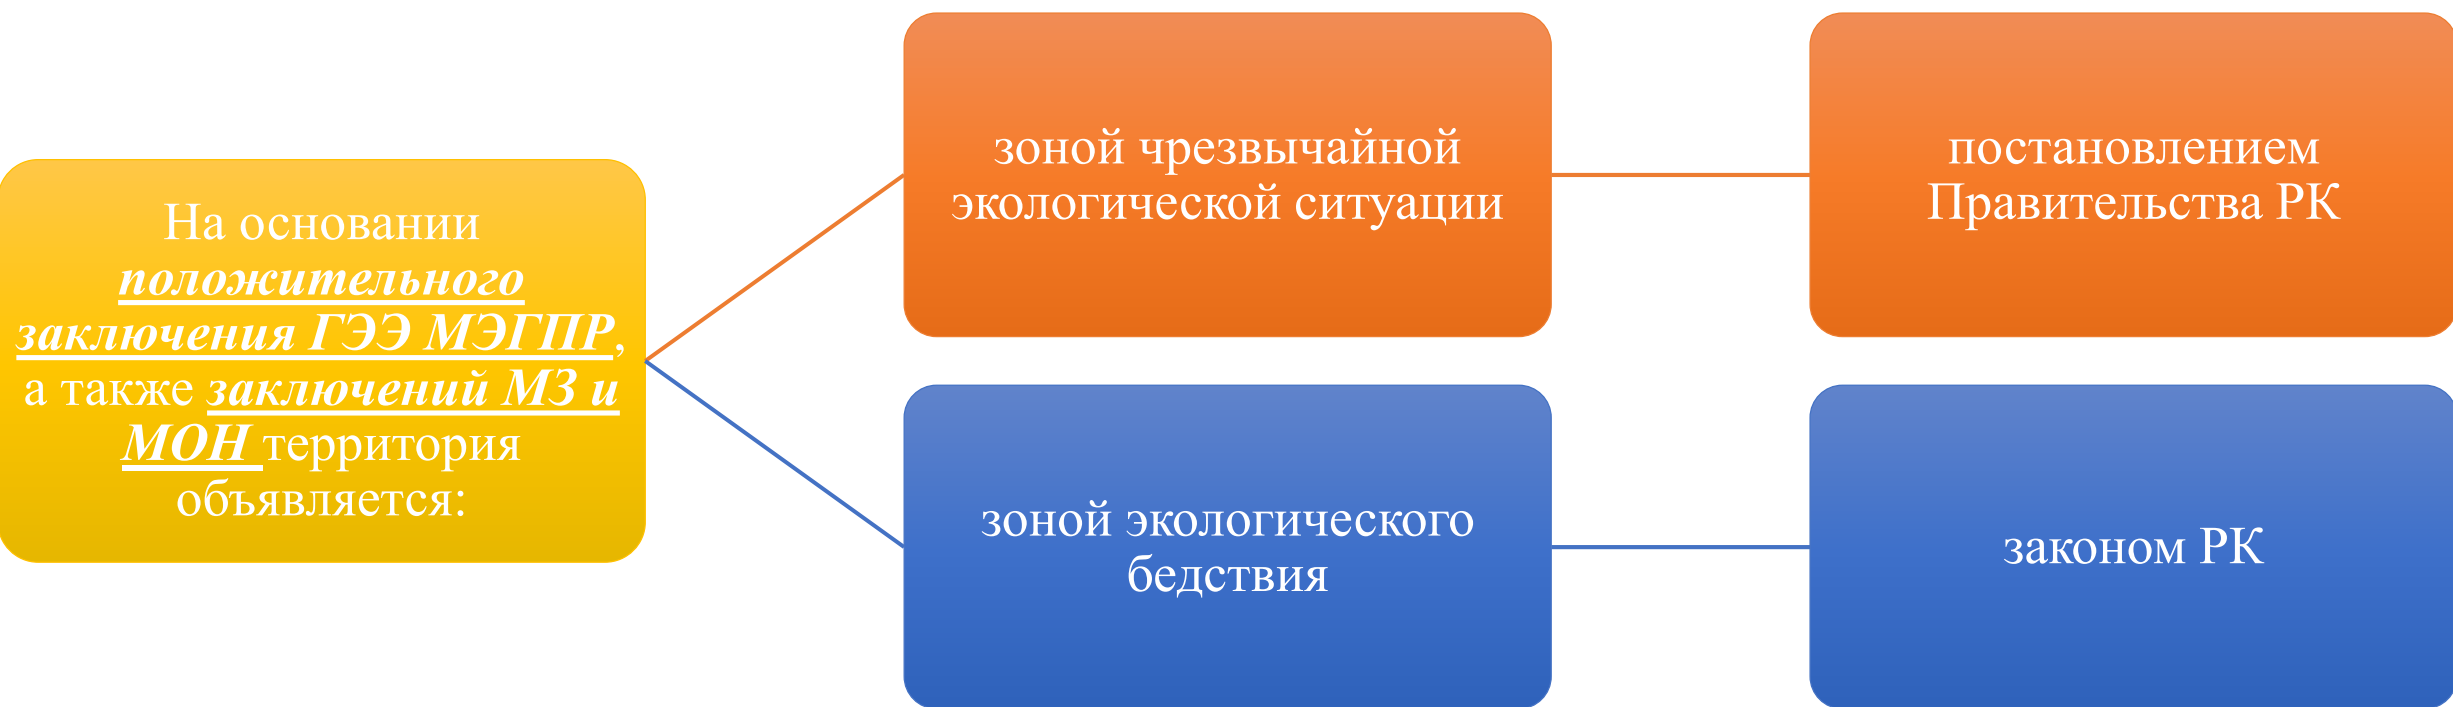 На основании
положительного
заключения ГЭЭ МЭГПР,
а также заключений МЗ и
МОН территория
объявляется:
зоной чрезвычайной
экологической ситуации
постановлением
Правительства РК
зоной экологического
бедствия
законом РК